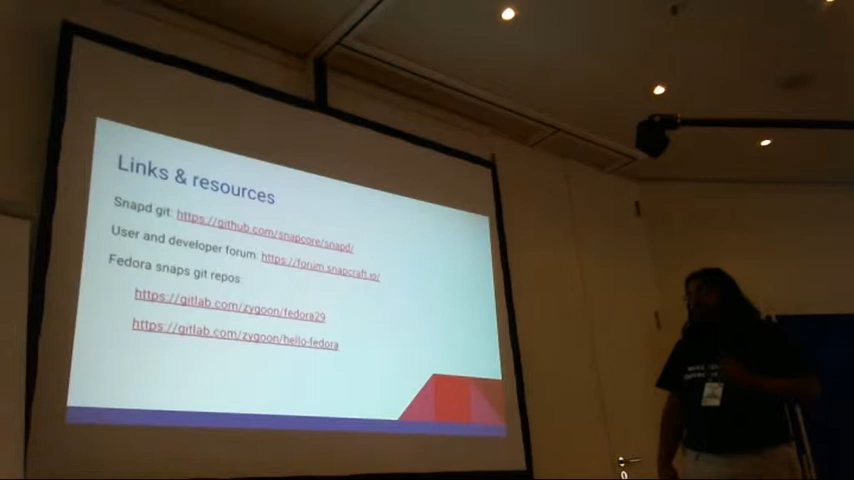 Links & resources
Snapd git: https://github.com/snapcore/snapd/
User and Developer forum: https://forum.snapcraft.io/
Fedora snaps git repos:
https://gitlab.com/zygoon/fedora29
https://gitlab.com/zygoon/hello-fedora